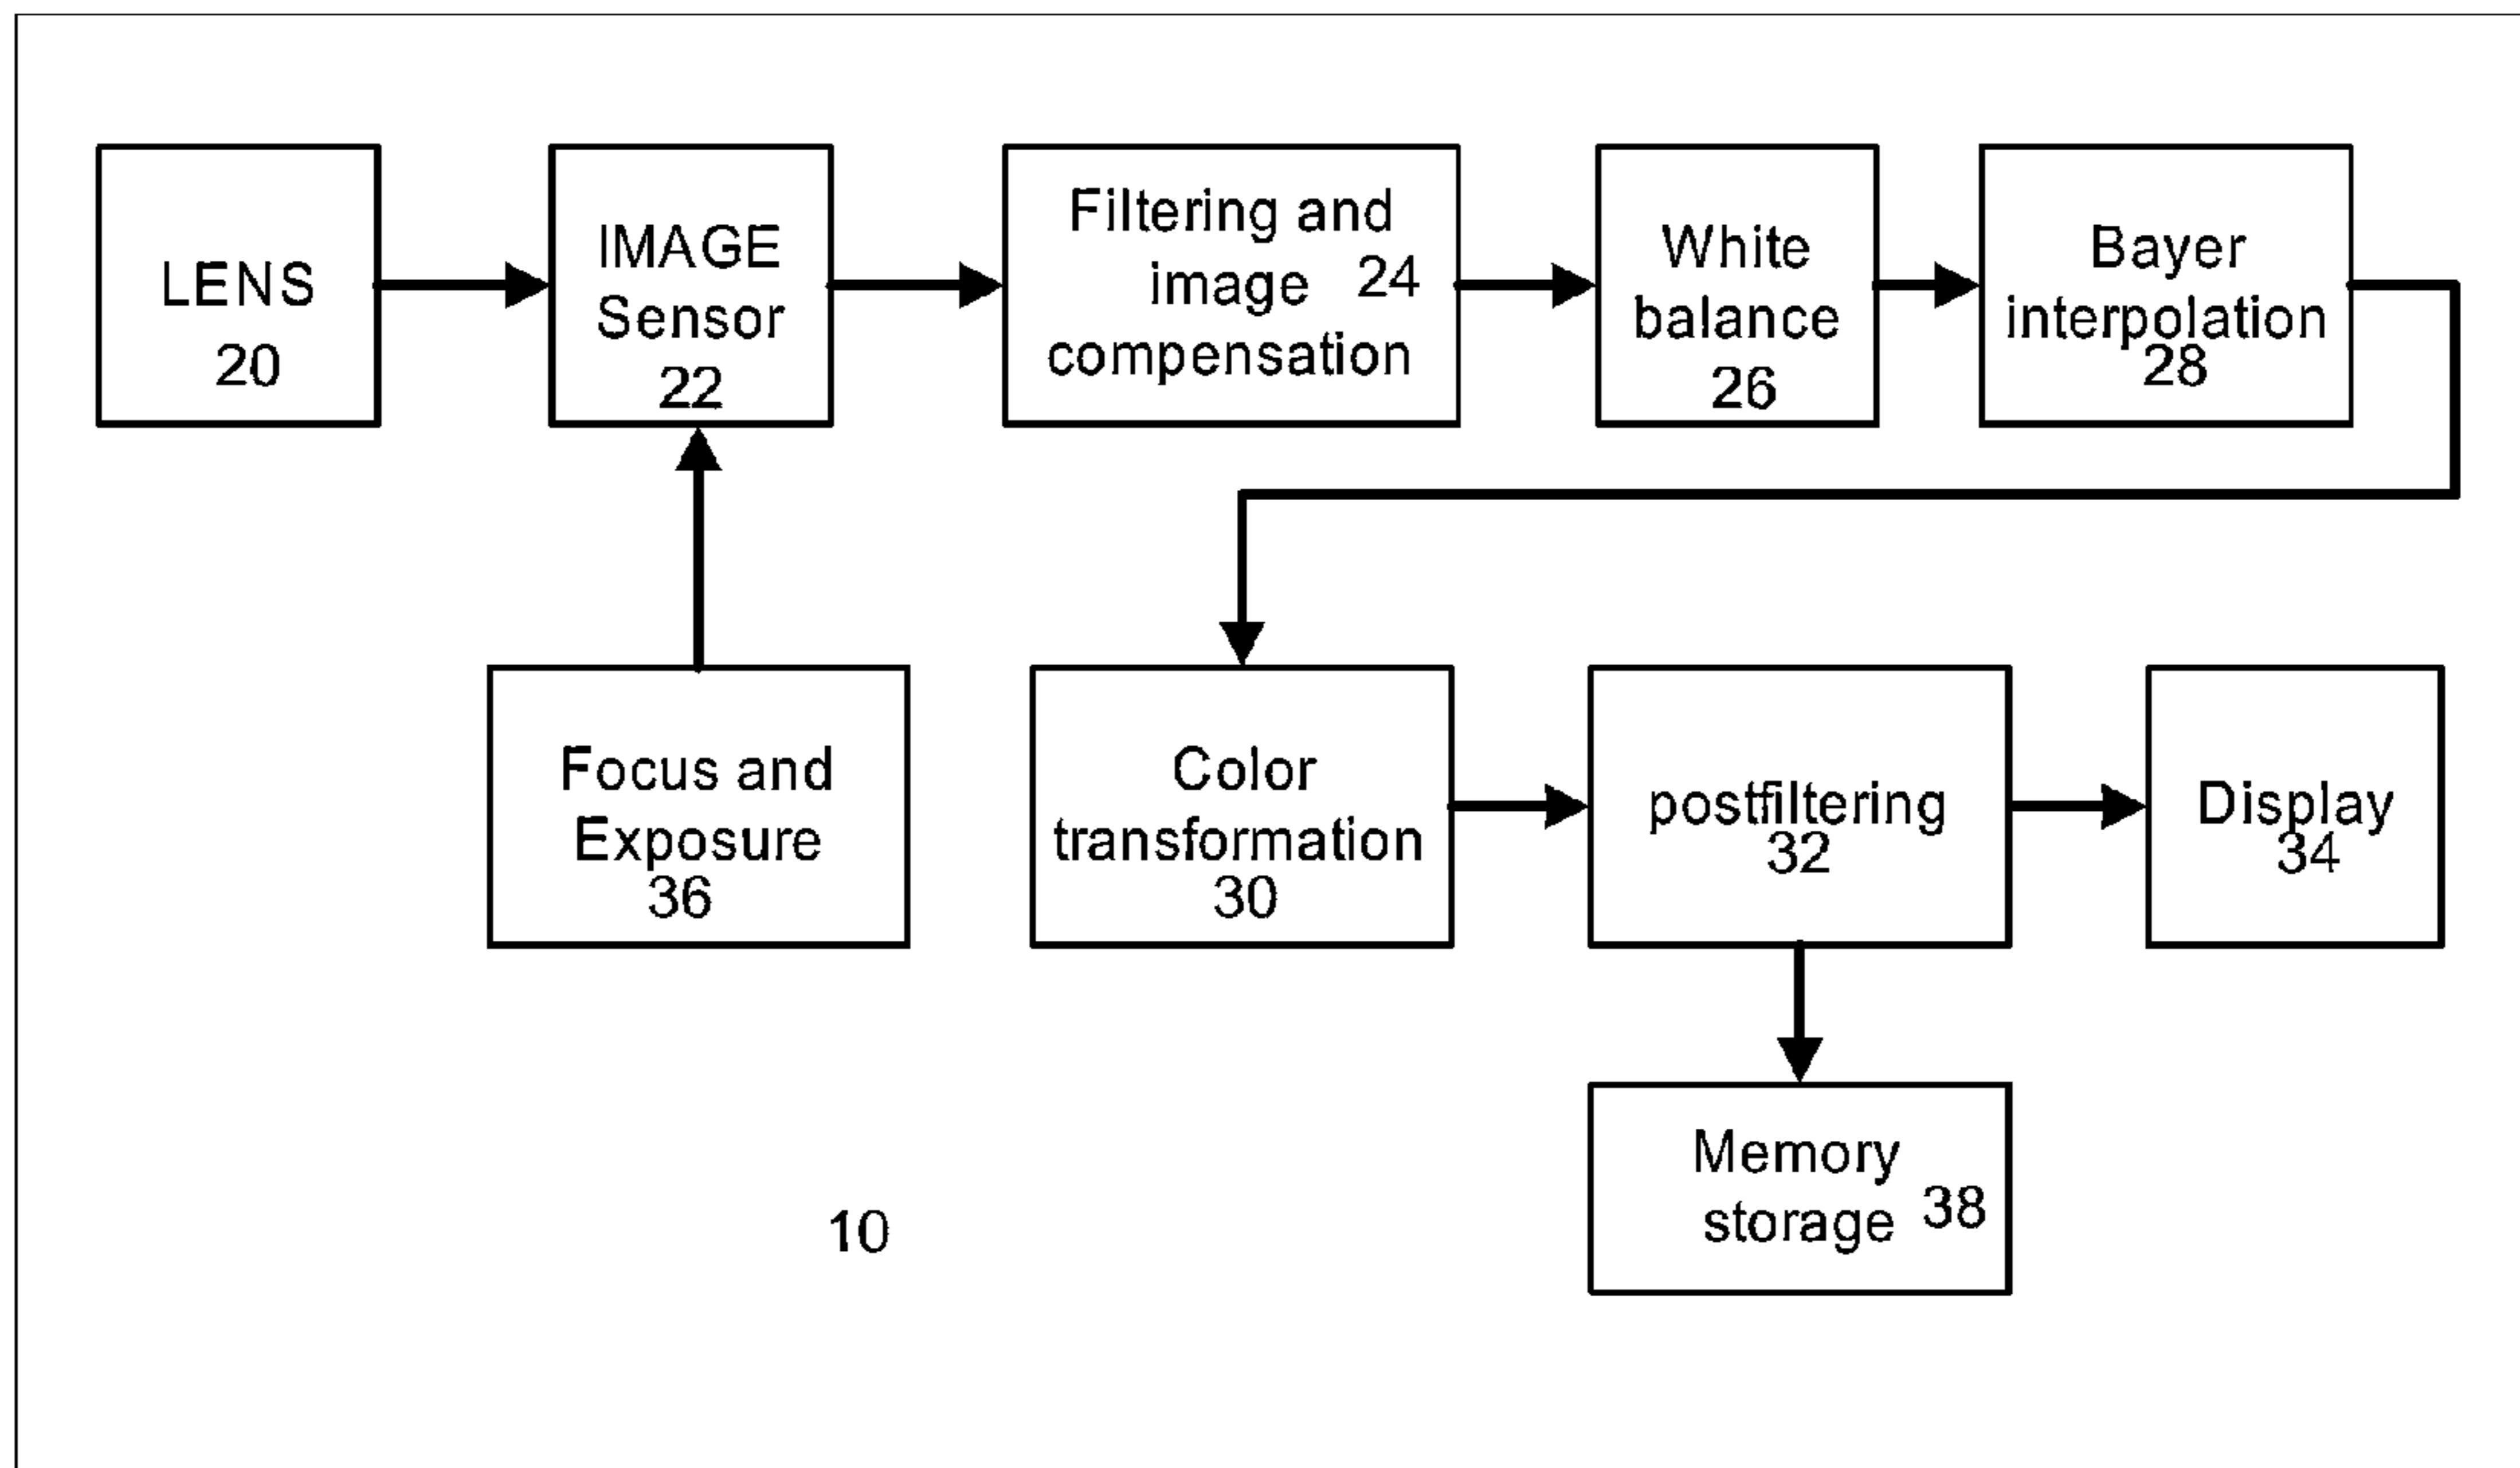 LENS
20
IMAGE
Sensor
22
Filtering and
image 24
compensation
White
balance
26
Bayer
interpolation
28
Focus and
Exposure
36
Color
transformation
30
postfiltering
32
Display
34
Memory
storage 38
10